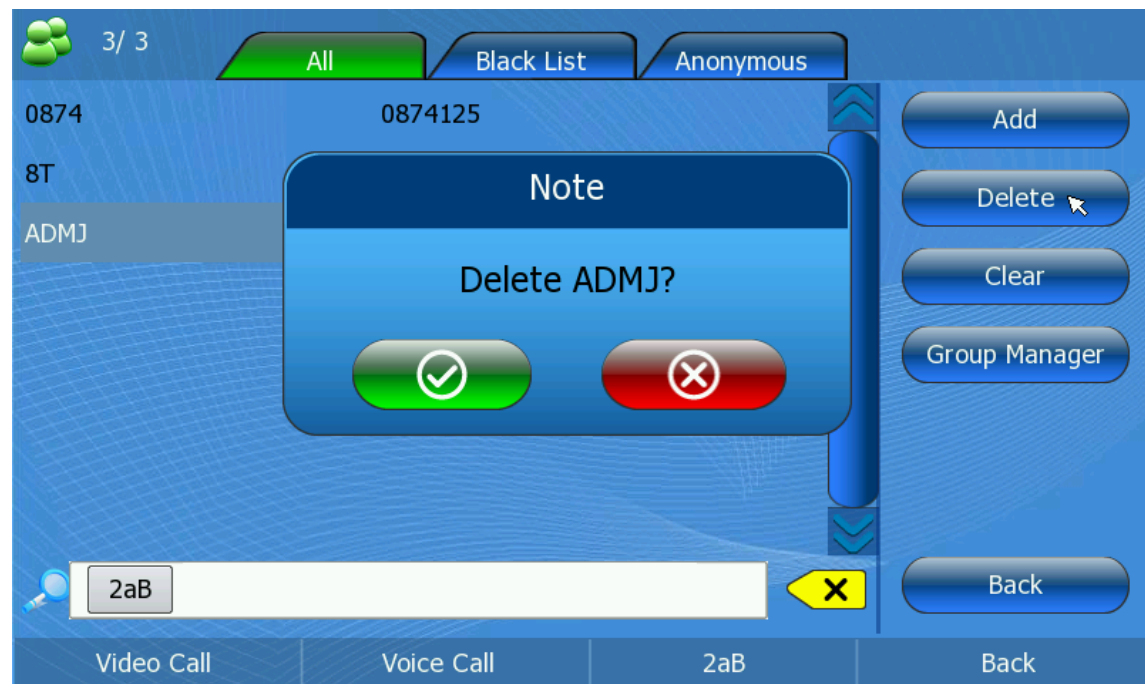 3/ 3
All
Black List
Anonymous
0874
0874125
Add
8T
Note
Delete
ADMJ
Delete ADMJ?
Clear
Group Manager
2aB
Back
Video Call
Voice Call
2aB
Back